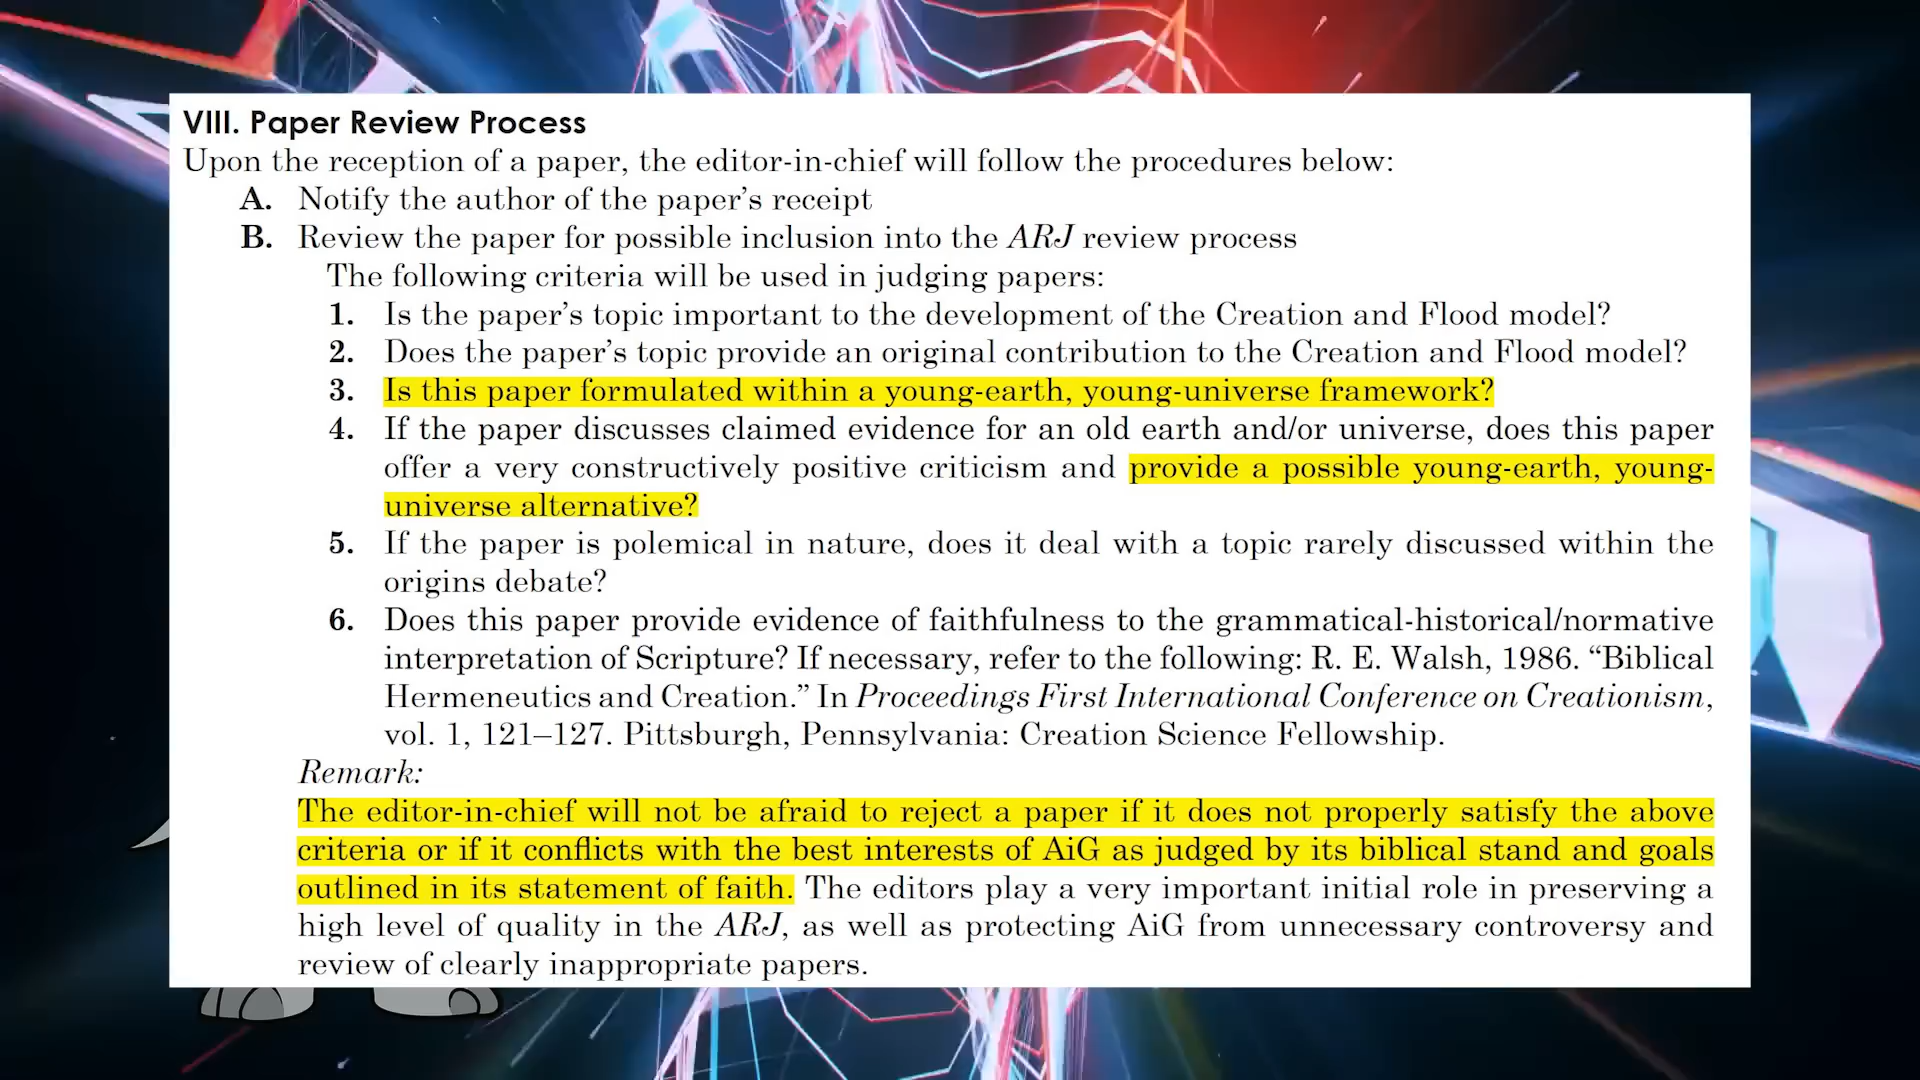 VIII. Paper Review Process
Upon the reception of a paper, the editor-in-chief will follow the procedures below:
A. Notify the author of the paper’s receipt
B. Review the paper for possible inclusion into the ARJ review process
The following criteria will be used in judging papers:
1. Is the paper’s topic important to the development of the Creation and Flood model?
2. Does the paper’s topic provide an original contribution to the Creation and Flood model?
3. Is this paper formulated within a young-earth, young-universe framework?
4. If the paper discusses claimed evidence for an old earth and/or universe, does this paper
offer a very constructively positive criticism and provide a possible young-earth, young-
universe alternative?
5. If the paper is polemical in nature, does it deal with a topic rarely discussed within the
origins debate?
6. Does this paper provide evidence of faithfulness to the grammatical-historical/normative
interpretation of Scripture? If necessary, refer to the following: R. E. Walsh, 1986. “Biblical
Hermeneutics and Creation.” In Proceedings First International Conference on Creationism,
vol. 1, 121–127. Pittsburgh, Pennsylvania: Creation Science Fellowship.
Remark:
The editor-in-chief will not be afraid to reject a paper if it does not properly satisfy the above
criteria or if it conflicts with the best interests of AiG as judged by its biblical stand and goals
outlined in its statement of faith. The editors play a very important initial role in preserving a
high level of quality in the ARJ, as well as protecting AiG from unnecessary controversy and
review of clearly inappropriate papers.